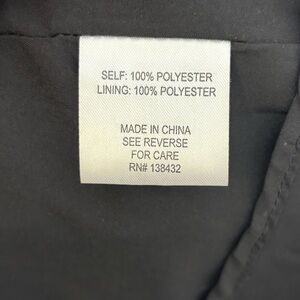 SELF: 100% POLYESTER
LINING: 100% POLYESTER
MADE IN CHINA
SEE REVERSE
FOR CARE
RN# 138432